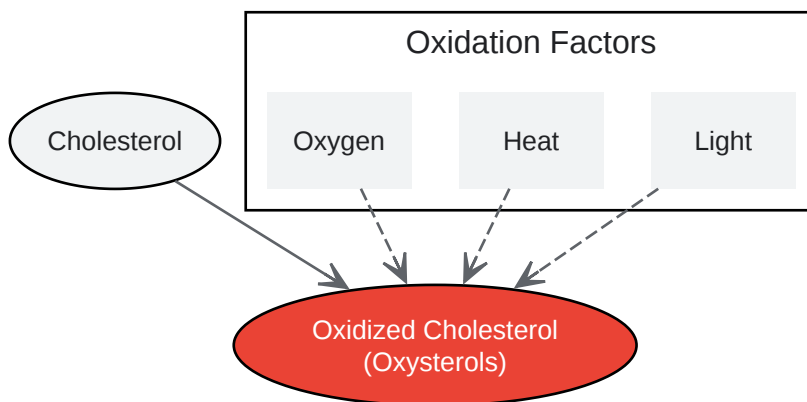 Oxidation Factors
Cholesterol
Oxygen
Heat
Light
Oxidized Cholesterol
(Oxysterols)